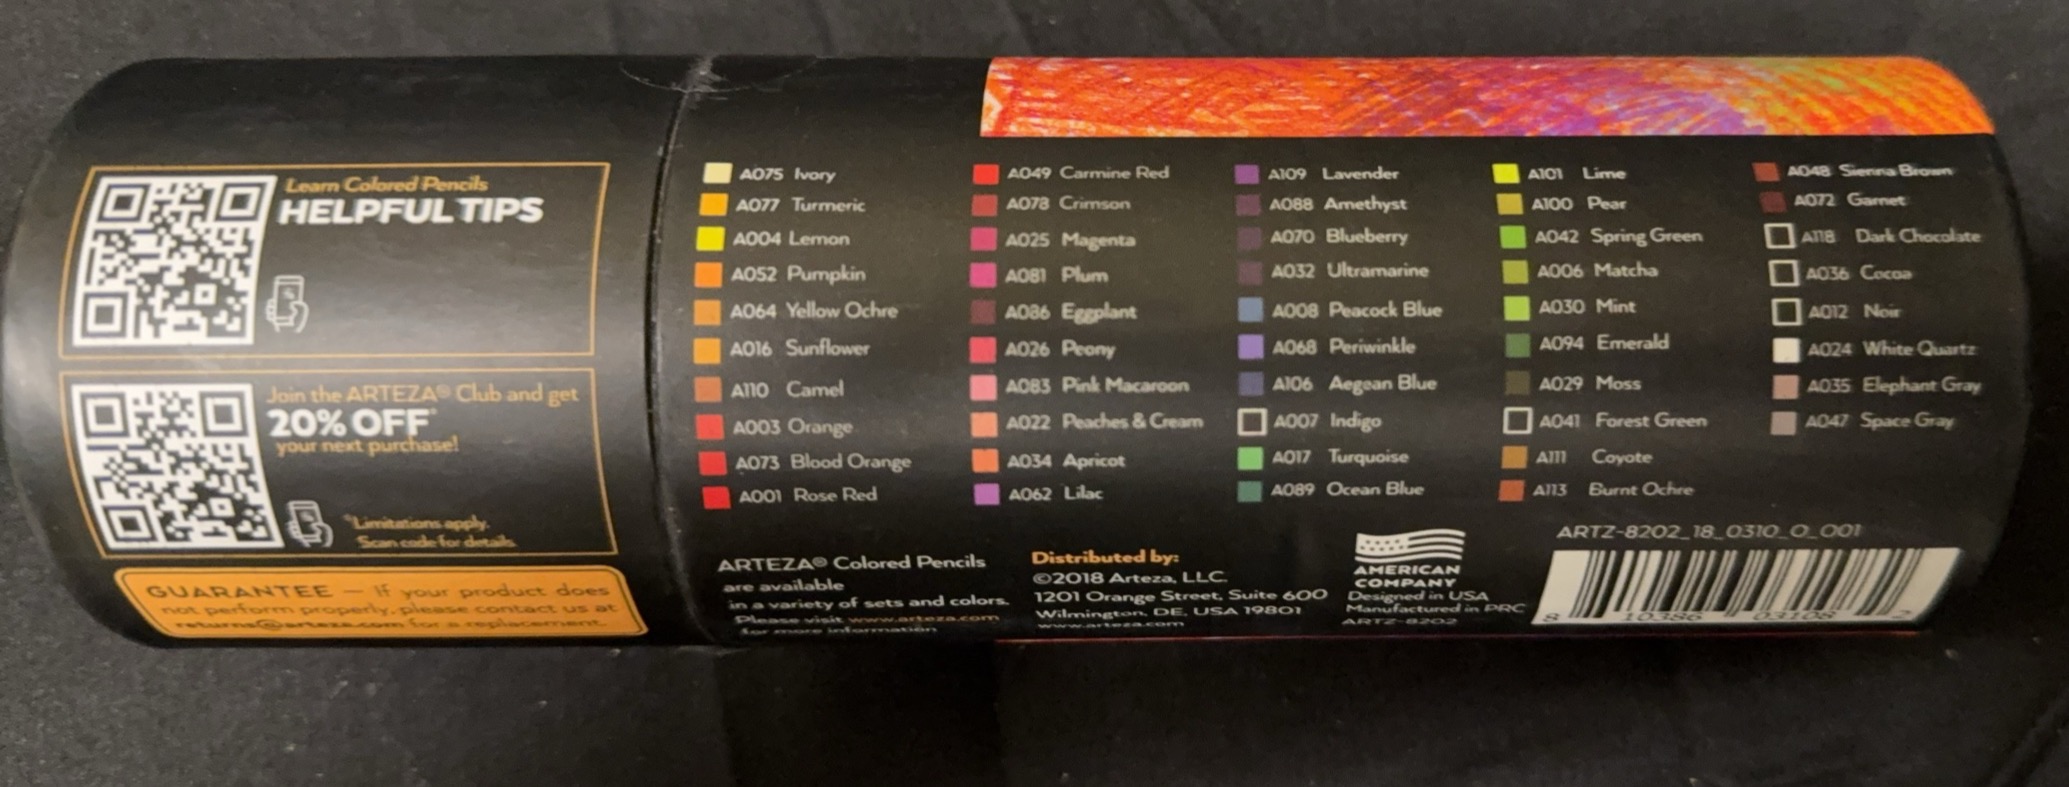 Learn Colored Pencils
HELPFUL TIPS
Join the ARTEZA® Club and get
20% OFF*
your next purchase!
*Limitations apply.
Scan code for details.
GUARANTEE — If your product does
not perform properly, please contact us at
returns@arteza.com for a replacement.
A075 Ivory
A077 Turmeric
A004 Lemon
A052 Pumpkin
A064 Yellow Ochre
A016 Sunflower
A110 Camel
A003 Orange
A073 Blood Orange
A001 Rose Red
A049 Carmine Red
A078 Crimson
A025 Magenta
A081 Plum
A086 Eggplant
A026 Peony
A083 Pink Macaroon
A022 Peaches & Cream
A034 Apricot
A062 Lilac
A109 Lavender
A088 Amethyst
A070 Blueberry
A032 Ultramarine
A008 Peacock Blue
A068 Periwinkle
A106 Aegean Blue
A007 Indigo
A017 Turquoise
A089 Ocean Blue
A101 Lime
A100 Pear
A042 Spring Green
A006 Matcha
A030 Mint
A094 Emerald
A029 Moss
A041 Forest Green
A111 Coyote
A113 Burnt Ochre
A048 Sienna Brown
A072 Garnet
A118 Dark Chocolate
A036 Cocoa
A012 Noir
A024 White Quartz
A035 Elephant Gray
A047 Space Gray
ARTEZA® Colored Pencils
are available
in a variety of sets and colors.
Please visit www.arteza.com
for more information
Distributed by:
©2018 Arteza, LLC.
1201 Orange Street, Suite 600
Wilmington, DE, USA 19801
www.arteza.com
AMERICAN
COMPANY
Designed in USA
Manufactured in PRC
ARTZ-8202
ARTZ-8202_18_0310_0_001
8 10386 03108 2